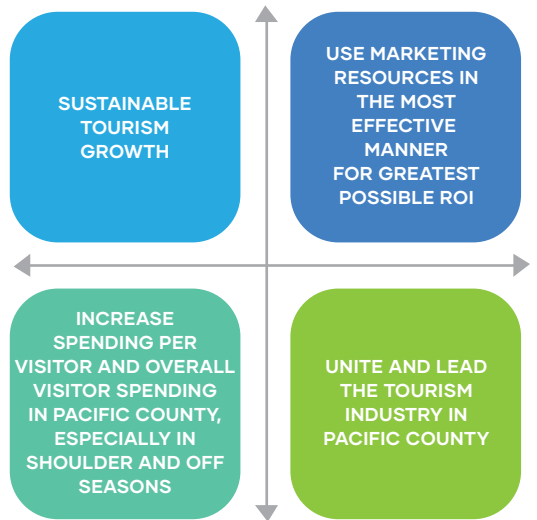 SUSTAINABLE
TOURISM
GROWTH
USE MARKETING
RESOURCES IN
THE MOST
EFFECTIVE
MANNER
FOR GREATEST
POSSIBLE ROI
INCREASE
SPENDING PER
VISITOR AND OVERALL
VISITOR SPENDING
IN PACIFIC COUNTY,
ESPECIALLY IN
SHOULDER AND OFF
SEASONS
UNITE AND LEAD
THE TOURISM
INDUSTRY IN
PACIFIC COUNTY